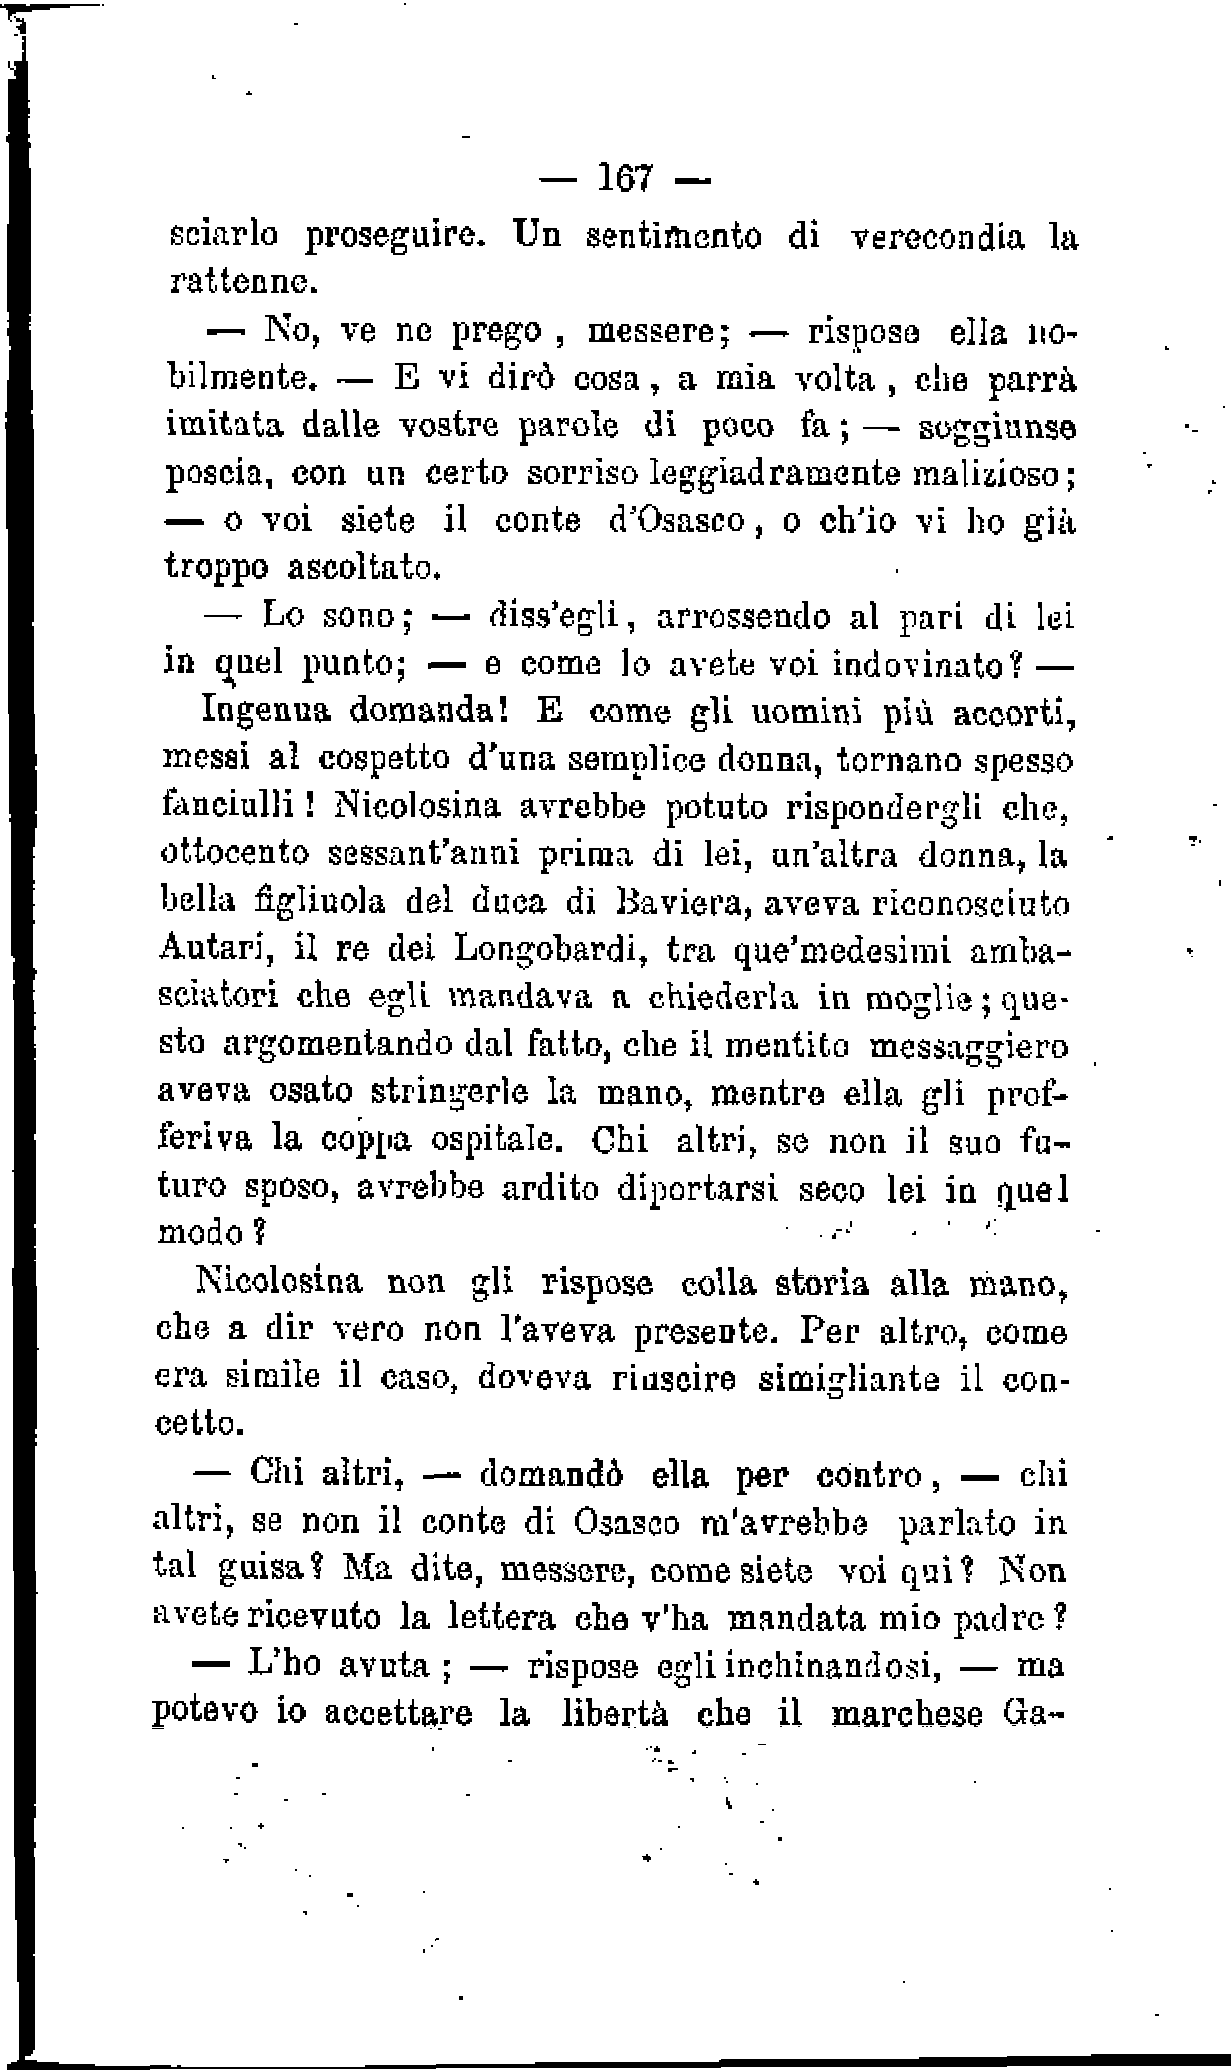 — 167 —
sciarlo proseguire. Un sentimento di verecondia la
rattenne.
— No, ve ne prego , messere; — rispose ella no-
bilmente. — E vi dirò cosa , a mia volta , che parrà
imitata dalle vostre parole di poco fa ; — soggiunse
poscia, con un certo sorriso leggiadramente malizioso ;
— o voi siete il conte d'Osasco , o ch'io vi ho già
troppo ascoltato.
— Lo sono ; — diss'egli , arrossendo al pari di lei
in quel punto; — e come lo avete voi indovinato? —
Ingenua domanda! E come gli uomini più accorti,
messi al cospetto d'una semplice donna, tornano spesso
fanciulli ! Nicolosina avrebbe potuto rispondergli che,
ottocento sessant'anni prima di lei, un'altra donna, la
bella figliuola del duca di Baviera, aveva riconosciuto
Autari, il re dei Longobardi, tra que'medesimi amba-
sciatori che egli mandava a chiederla in moglie ; que-
sto argomentando dal fatto, che il mentito messaggiero
aveva osato stringerle la mano, mentre ella gli prof-
feriva la coppa ospitale. Chi altri, se non il suo fu-
turo sposo, avrebbe ardito diportarsi seco lei in quel
modo ?
Nicolosina non gli rispose colla storia alla mano,
che a dir vero non l'aveva presente. Per altro, come
era simile il caso, doveva riuscire simigliante il con-
cetto.
— Chi altri, — domandò ella per contro , — chi
altri, se non il conte di Osasco m'avrebbe parlato in
tal guisa? Ma dite, messere, come siete voi qui? Non
avete ricevuto la lettera che v'ha mandata mio padre ?
— L'ho avuta ; — rispose egli inchinandosi, — ma
potevo io accettare la libertà che il marchese Ga-